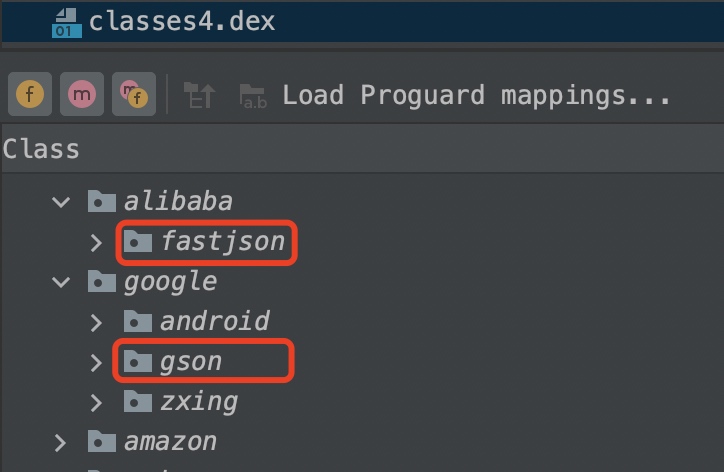 01 classes4.dex
f m m f a.b Load Proguard mappings...
Class
alibaba
fastjson
google
android
gson
zxing
amazon